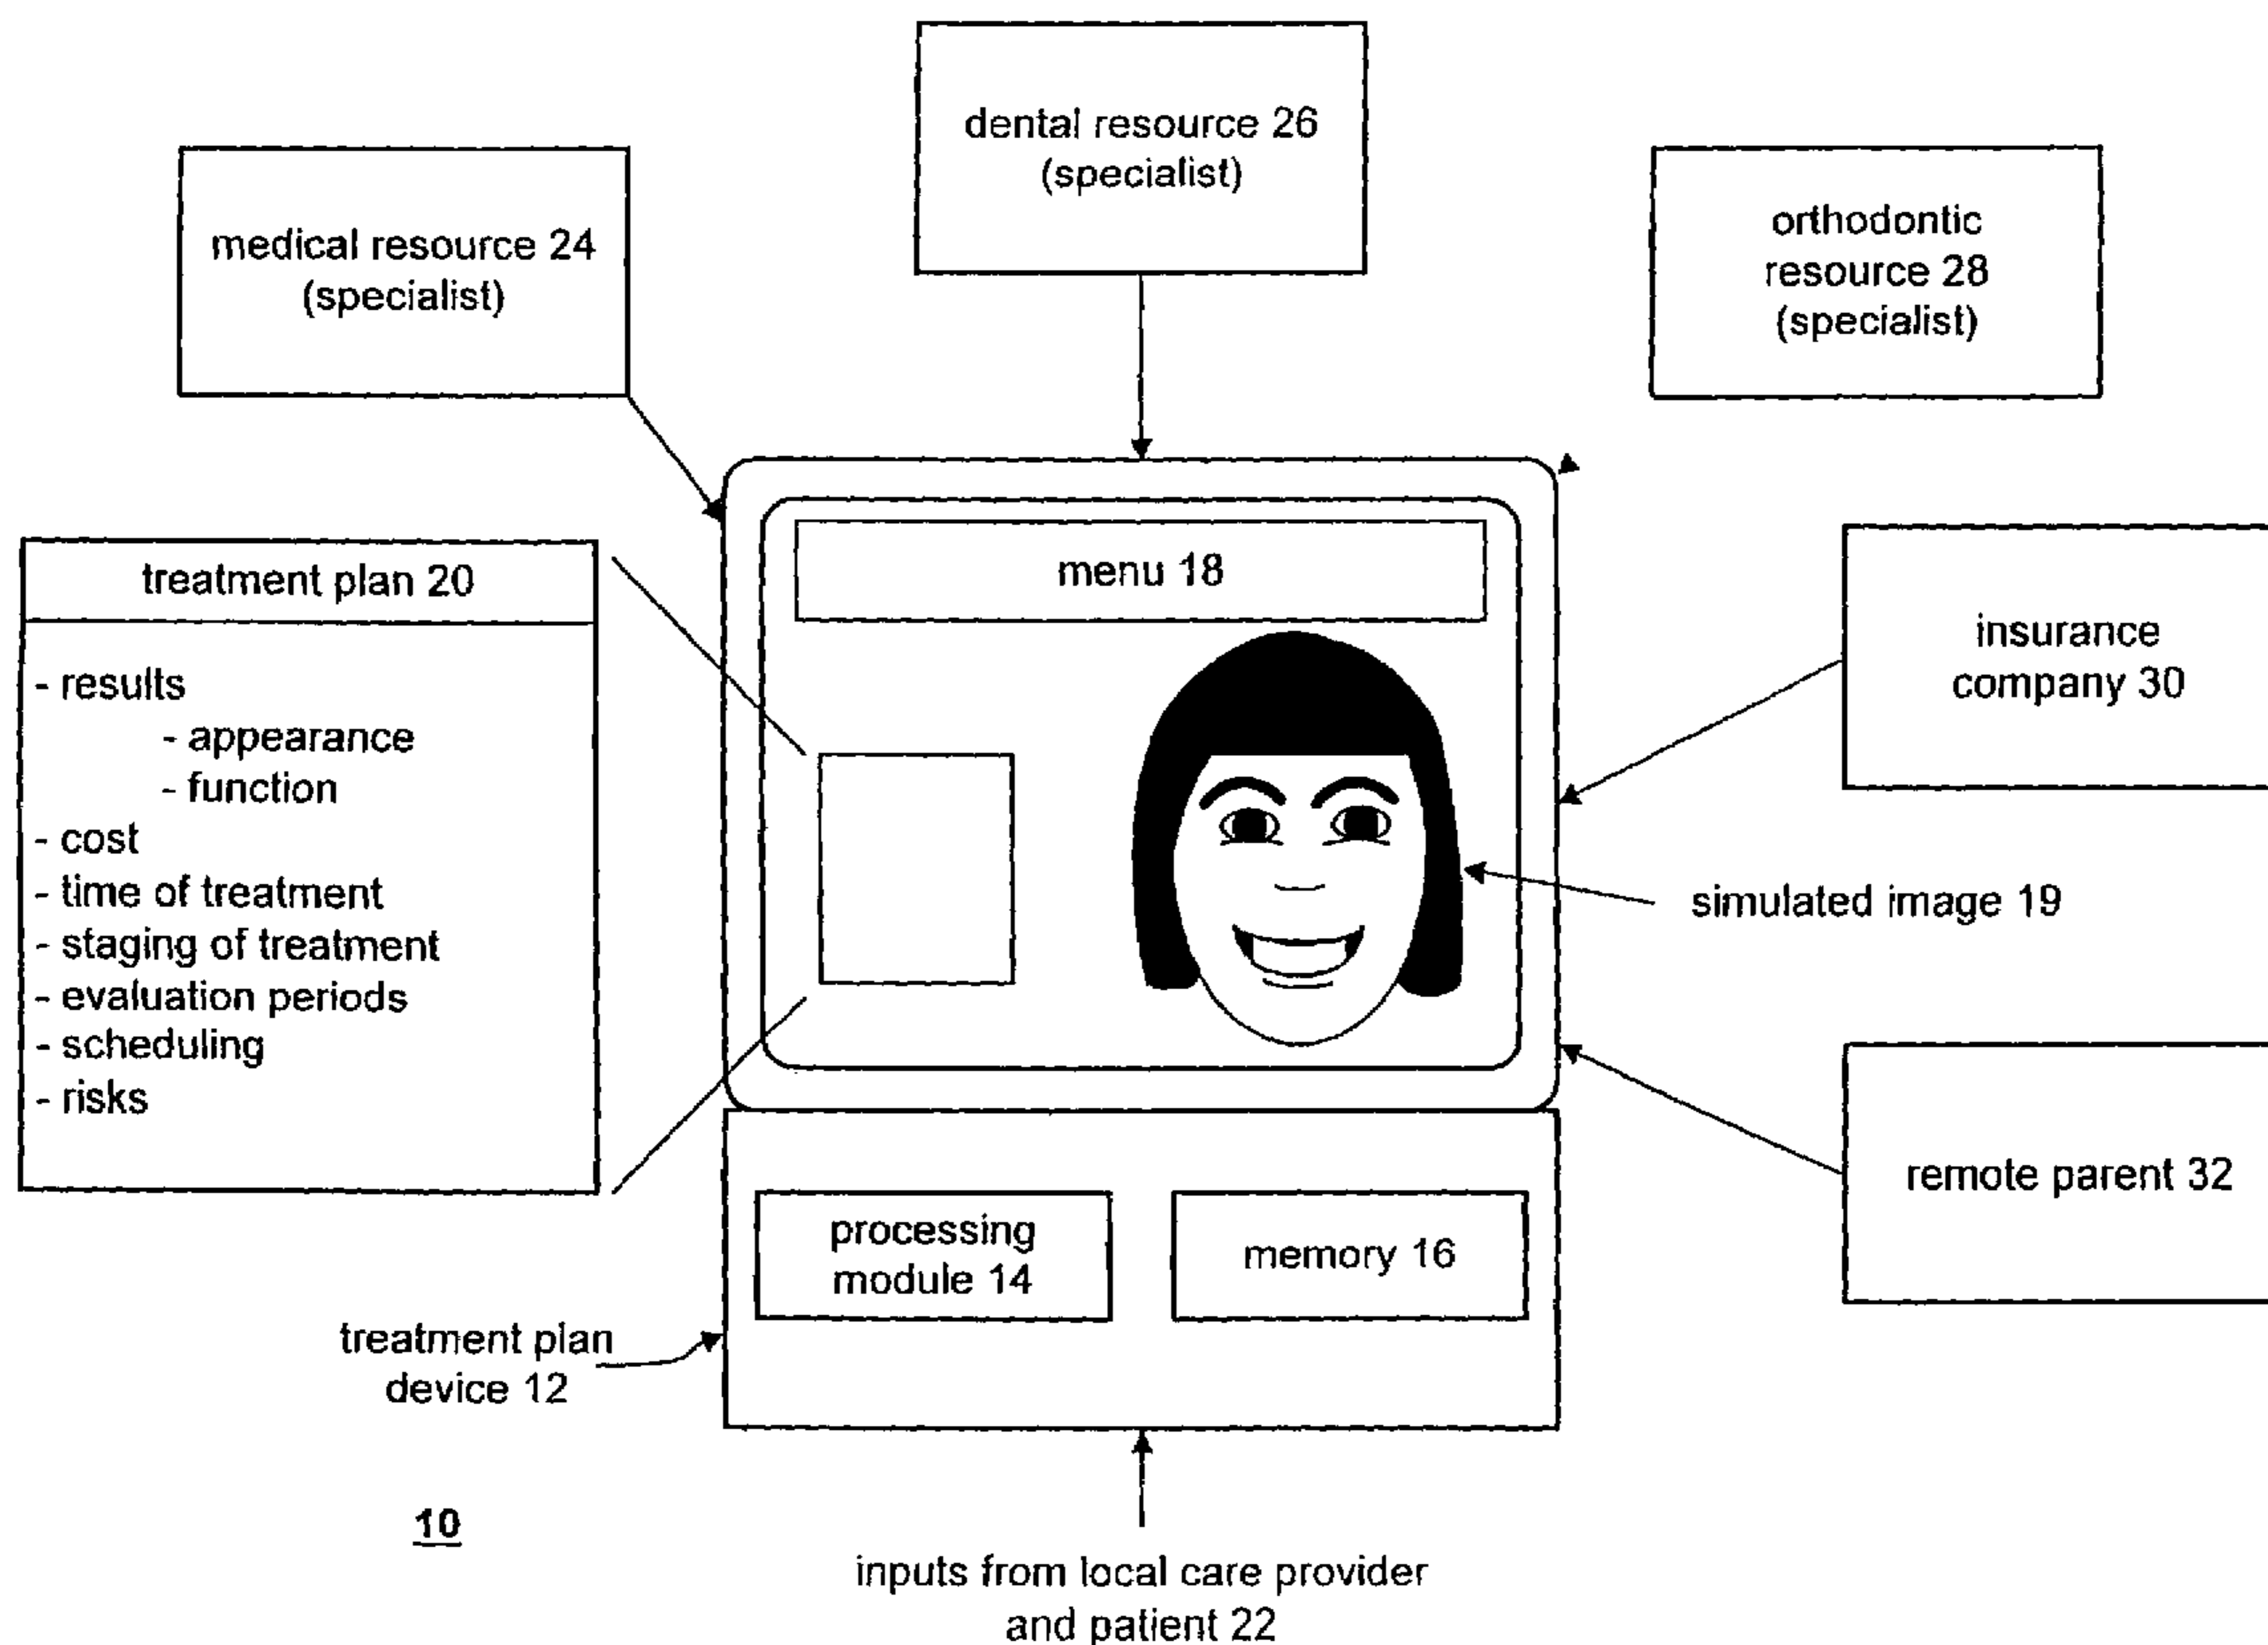 dental resource 26
(specialist)
medical resource 24
(specialist)
orthodontic
resource 28
(specialist)
treatment plan 20
- results
- appearance
- function
- cost
- time of treatment
- staging of treatment
- evaluation periods
- scheduling
- risks
menu 18
insurance
company 30
simulated image 19
remote parent 32
processing
module 14
memory 16
treatment plan
device 12
10
inputs from local care provider
and patient 22